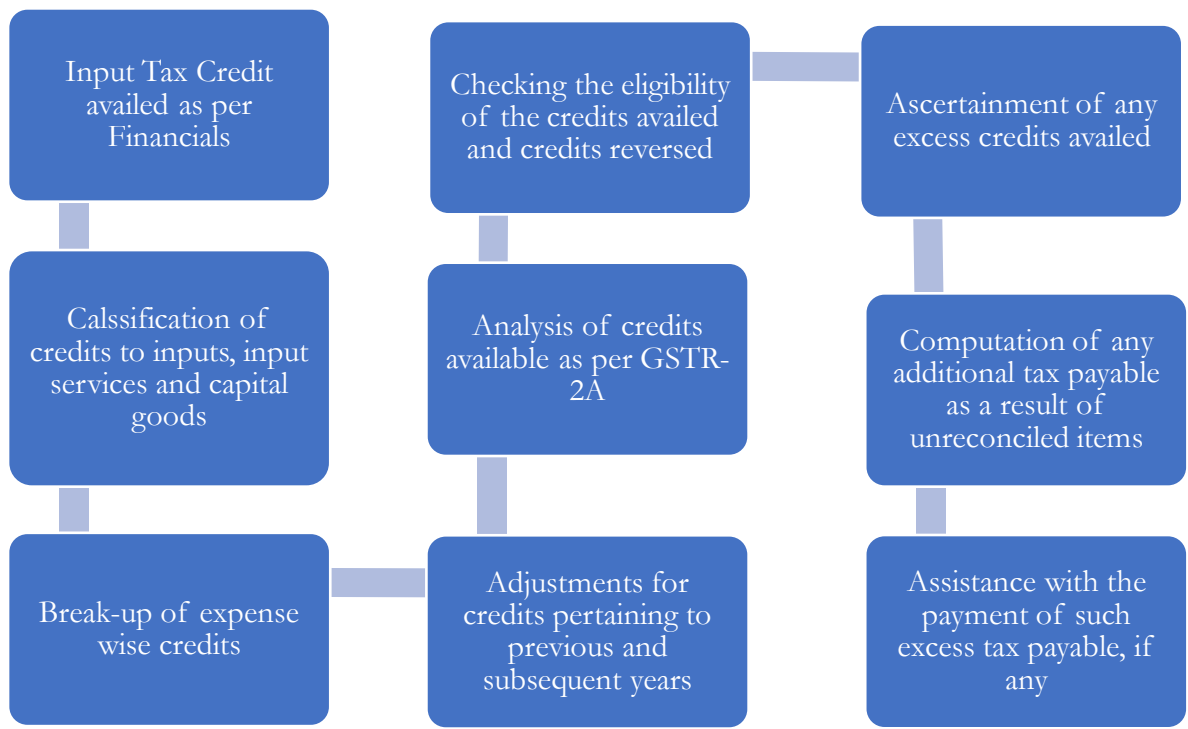 Input Tax Credit
availed as per
Financials
Calssification of
credits to inputs, input
services and capital
goods
Break-up of expense
wise credits
Adjustments for
credits pertaining to
previous and
subsequent years
Analysis of credits
available as per GSTR-
2A
Checking the eligibility
of the credits availed
and credits reversed
Ascertainment of any
excess credits availed
Computation of any
additional tax payable
as a result of
unreconciled items
Assistance with the
payment of such
excess tax payable, if
any